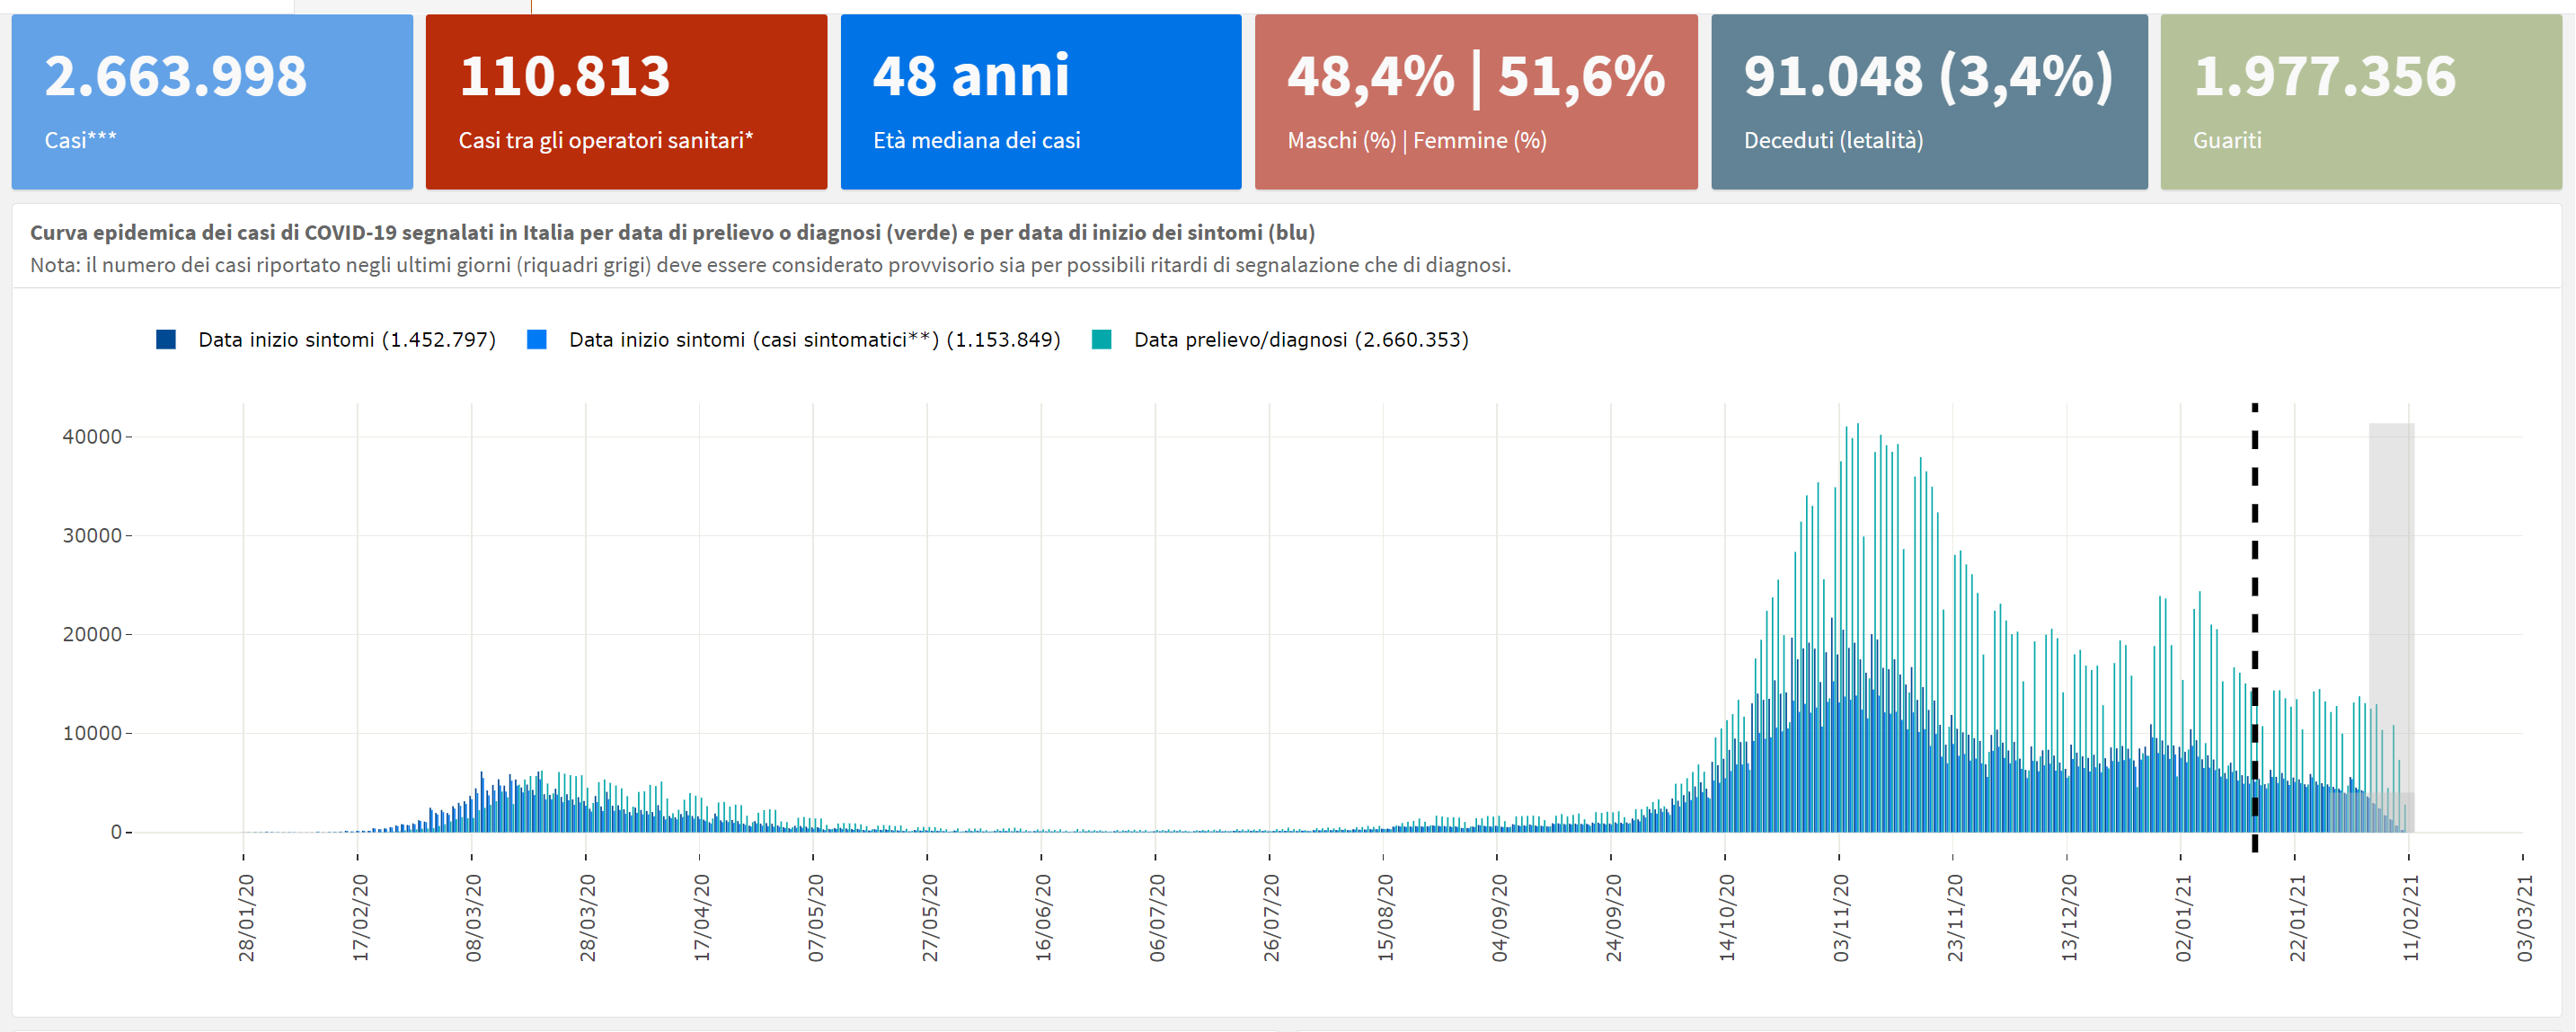 2.663.998
Casi***
110.813
Casi tra gli operatori sanitari*
48 anni
Età mediana dei casi
48,4% | 51,6%
Maschi (%) | Femmine (%)
91.048 (3,4%)
Deceduti (letalità)
1.977.356
Guariti
Curva epidemica dei casi di COVID-19 segnalati in Italia per data di prelievo o diagnosi (verde) e per data di inizio dei sintomi (blu)
Nota: il numero dei casi riportato negli ultimi giorni (riquadri grigi) deve essere considerato provvisorio sia per possibili ritardi di segnalazione che di diagnosi.
Data inizio sintomi (1.452.797)
Data inizio sintomi (casi sintomatici**) (1.153.849)
Data prelievo/diagnosi (2.660.353)
40000
30000
20000
10000
0
28/01/20
17/02/20
08/03/20
28/03/20
17/04/20
07/05/20
27/05/20
16/06/20
06/07/20
26/07/20
15/08/20
04/09/20
24/09/20
14/10/20
03/11/20
23/11/20
13/12/20
02/01/21
22/01/21
11/02/21
03/03/21